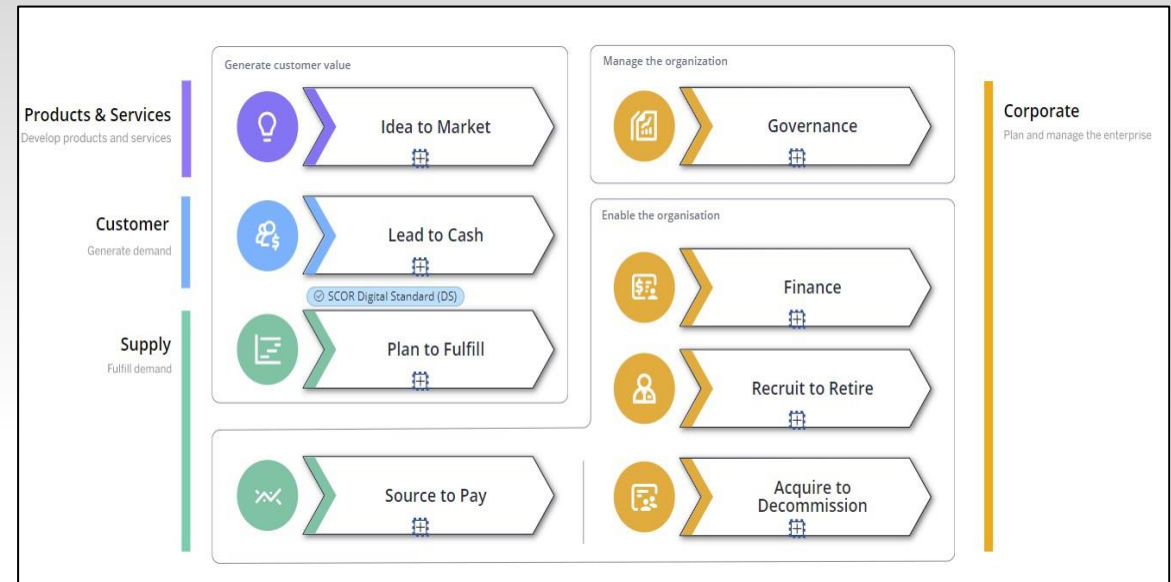 Products & Services
Develop products and services
Customer
Generate demand
Supply
Fulfill demand
Generate customer value
Idea to Market
Lead to Cash
SCOR Digital Standard (DS)
Plan to Fulfill
Source to Pay
Manage the organization
Governance
Enable the organisation
Finance
Recruit to Retire
Acquire to
Decommission
Corporate
Plan and manage the enterprise